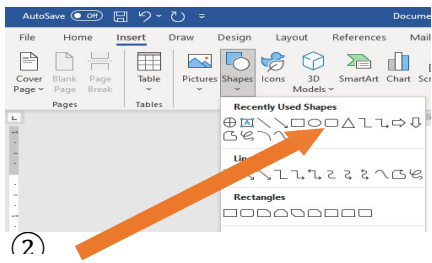 AutoSave Off Docume
File Home Insert Draw Design Layout References Mail
Cover Page Blank Page Page Break Table Pictures Shapes Icons 3D Models SmartArt Chart Scr
Pages Tables
Recently Used Shapes
A
L
Lin
Rectangles
②